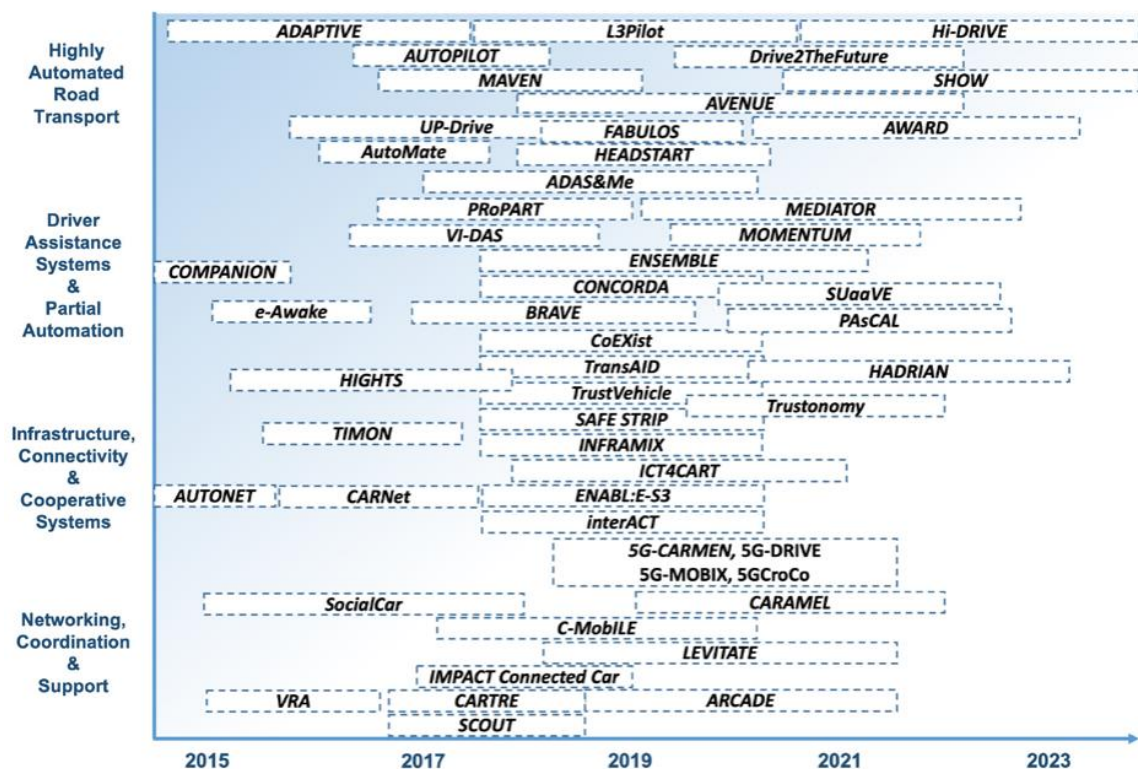 Highly
Automated
Road
Transport
ADAPTIVE
L3Pilot
Hi-DRIVE
AUTOPILOT
Drive2TheFuture
MAVEN
SHOW
AVENUE
UP-Drive
FABULOS
AWARD
AutoMate
HEADSTART
ADAS&Me
Driver
Assistance
Systems
&
Partial
Automation
PRoPART
MEDIATOR
VI-DAS
MOMENTUM
ENSEMBLE
COMPANION
CONCORDA
SUaaVE
e-Awake
BRAVE
PAsCAL
CoEXist
TransAID
HADRIAN
HIGHTS
TrustVehicle
Trustonomy
Infrastructure,
Connectivity
&
Cooperative
Systems
SAFE STRIP
TIMON
INFRAMIX
ICT4CART
AUTONET
CARNet
ENABL:E-S3
interACT
5G-CARMEN, 5G-DRIVE
5G-MOBIX, 5GCroCo
Networking,
Coordination
&
Support
SocialCar
CARAMEL
C-MobILE
LEVITATE
IMPACT Connected Car
VRA
CARTRE
ARCADE
SCOUT
2015
2017
2019
2021
2023